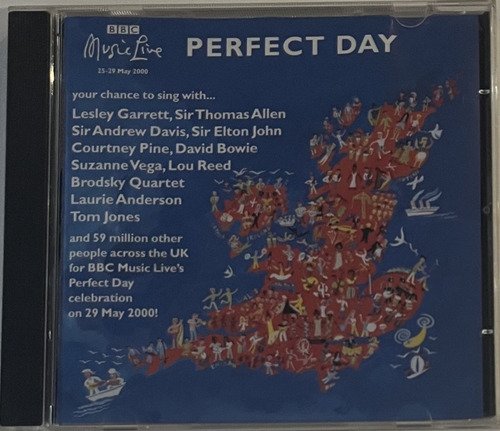 BBC
Music Live
25-29 May 2000
PERFECT DAY
your chance to sing with...
Lesley Garrett, Sir Thomas Allen
Sir Andrew Davis, Sir Elton John
Courtney Pine, David Bowie
Suzanne Vega, Lou Reed
Brodsky Quartet
Laurie Anderson
Tom Jones
and 59 million other
people across the UK
for BBC Music Live's
Perfect Day
celebration
on 29 May 2000!